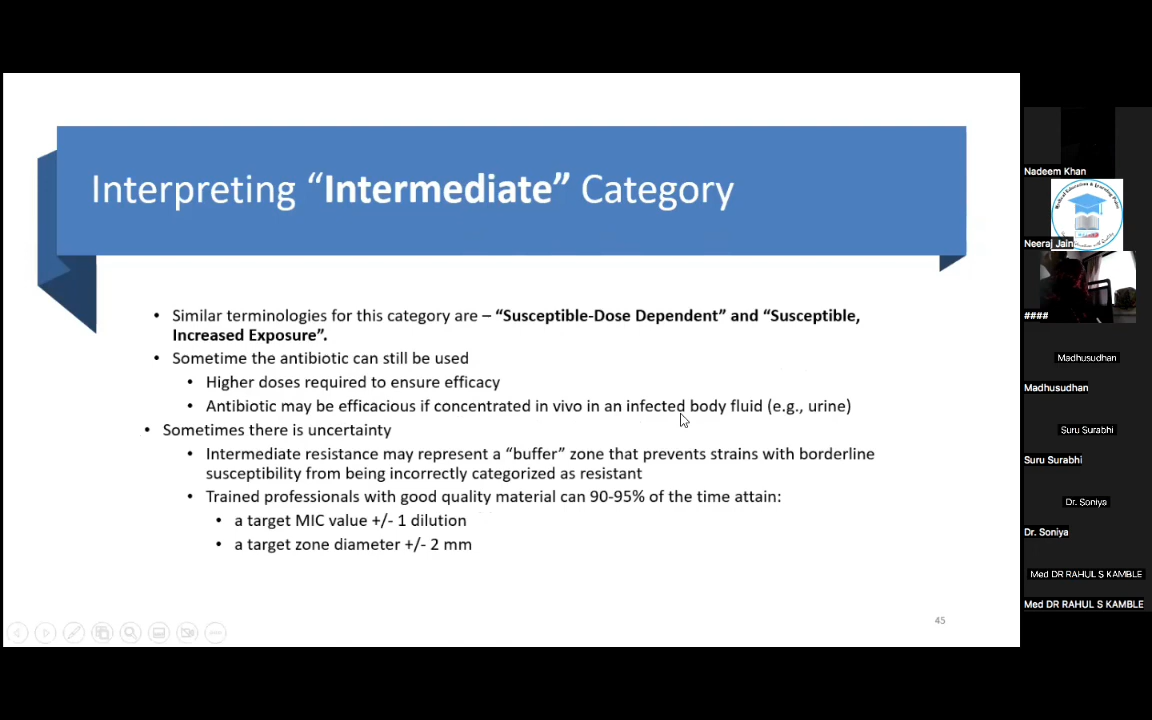 Interpreting “Intermediate” Category
• Similar terminologies for this category are – “Susceptible-Dose Dependent” and “Susceptible,
Increased Exposure”.
• Sometime the antibiotic can still be used
• Higher doses required to ensure efficacy
• Antibiotic may be efficacious if concentrated in vivo in an infected body fluid (e.g., urine)
• Sometimes there is uncertainty
• Intermediate resistance may represent a “buffer” zone that prevents strains with borderline
susceptibility from being incorrectly categorized as resistant
• Trained professionals with good quality material can 90-95% of the time attain:
• a target MIC value +/- 1 dilution
• a target zone diameter +/- 2 mm
45
Nadeem Khan
Neeraj Jain
####
Madhusudhan
Madhusudhan
Suru Surabhi
Suru Surabhi
Dr. Soniya
Dr. Soniya
Med DR RAHUL S KAMBLE
Med DR RAHUL S KAMBLE